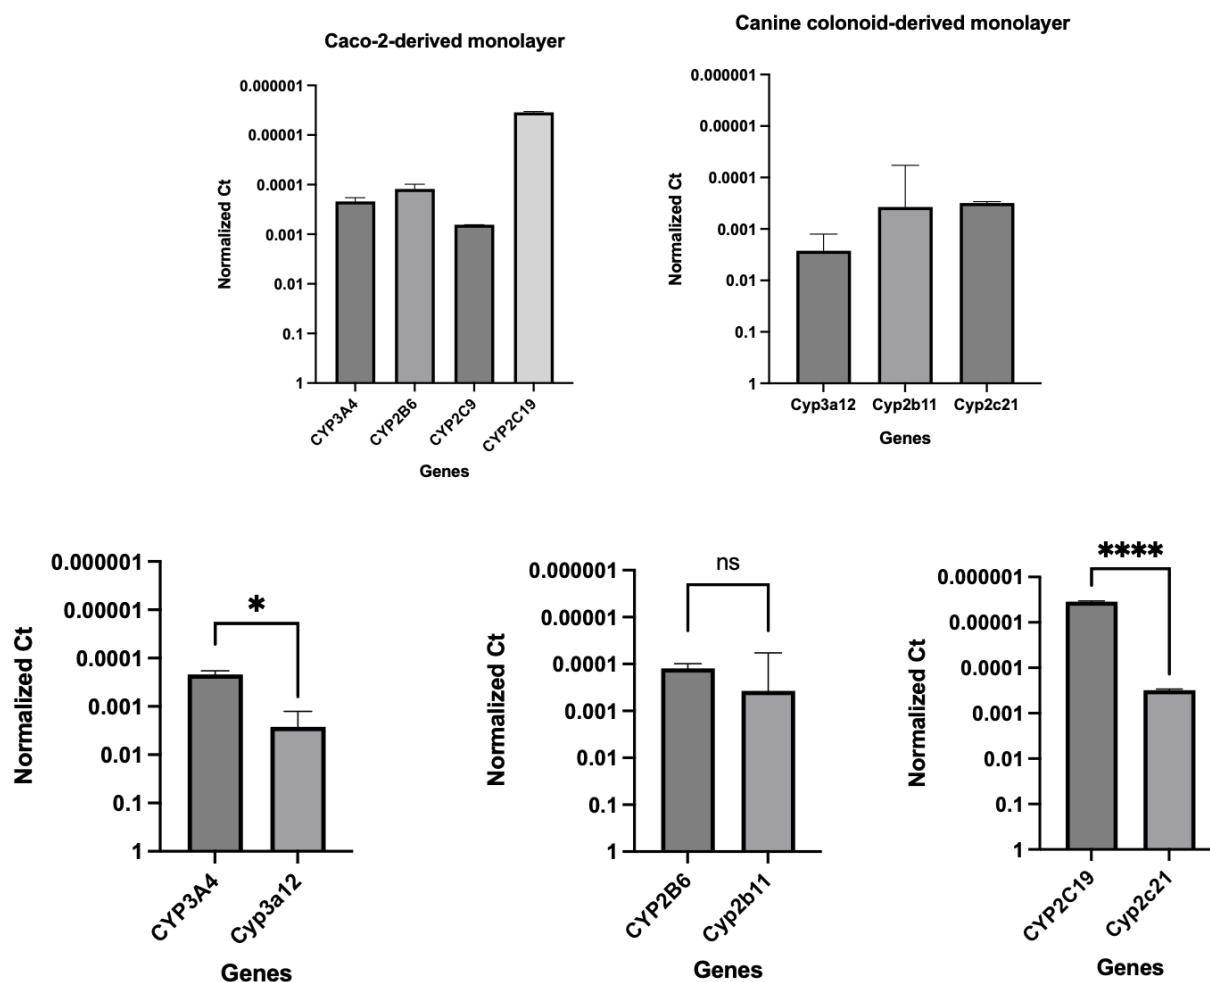 Caco-2-derived monolayer
Normalized Ct
0.000001
0.00001
0.0001
0.001
0.01
0.1
1
CYP3A4
CYP2B6
CYP2C9
CYP2C19
Genes
Canine colonoid-derived monolayer
Normalized Ct
0.000001
0.00001
0.0001
0.001
0.01
0.1
1
Cyp3a12 Cyp2b11 Cyp2c21
Genes
Normalized Ct
0.000001
0.00001
0.0001
0.001
0.01
0.1
1
*
CYP3A4
Cyp3a12
Genes
Normalized Ct
0.000001
0.00001
0.0001
0.001
0.01
0.1
1
ns
CYP2B6
Cyp2b11
Genes
Normalized Ct
0.000001
0.00001
0.0001
0.001
0.01
0.1
1
****
CYP2C19
Cyp2c21
Genes